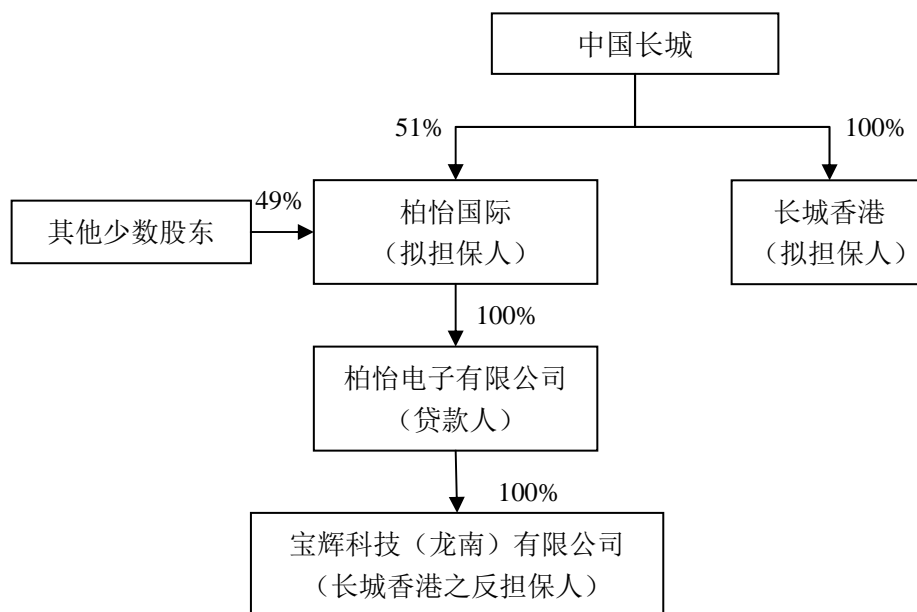 中国长城
51%
100%
49%
其他少数股东
柏怡国际
（拟担保人）
长城香港
（拟担保人）
100%
柏怡电子有限公司
（贷款人）
100%
宝辉科技（龙南）有限公司
（长城香港之反担保人）